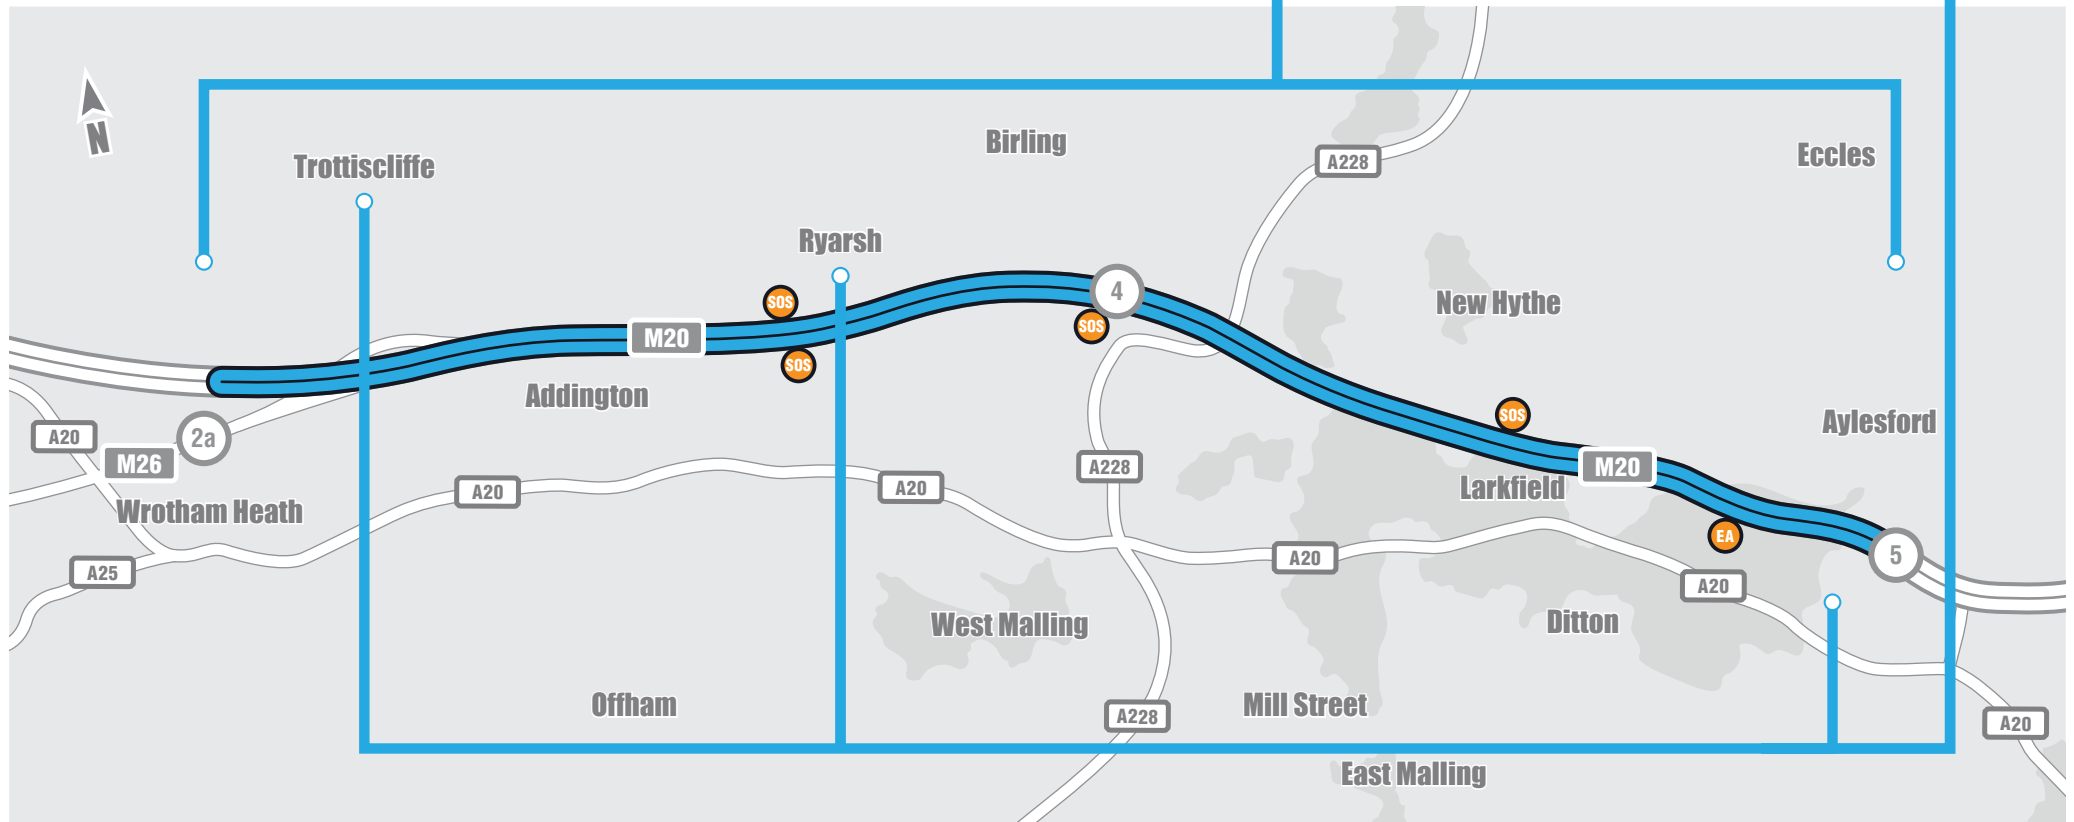 N
Trottiscliffe
Birling
Eccles
A228
Ryarsh
SOS
4
New Hythe
M20
SOS
SOS
Addington
SOS
Aylesford
A20
2a
M26
A228
M20
A20
A20
Larkfield
Wrotham Heath
EA
5
A25
A20
A20
West Malling
Ditton
Offham
A228
Mill Street
A20
East Malling